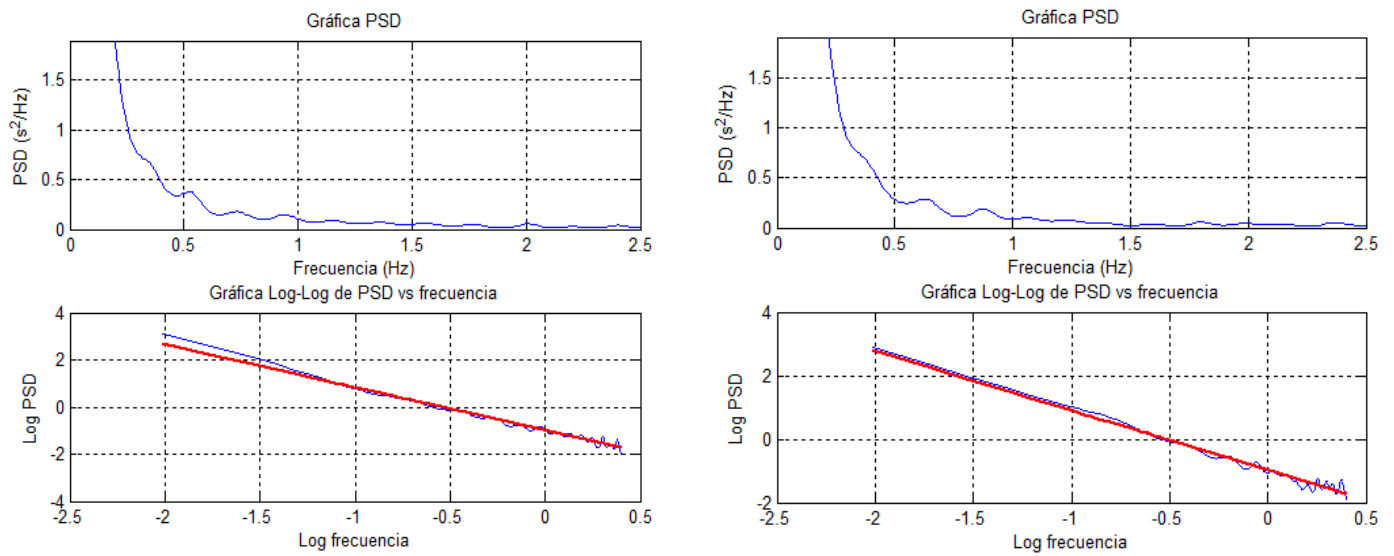 Gráfica PSD
PSD (s²/Hz)
1.5
1
0.5
0
0 0.5 1 1.5 2 2.5
Frecuencia (Hz)
Gráfica Log-Log de PSD vs frecuencia
Log PSD
4
2
0
-2
-4
-2.5 -2 -1.5 -1 -0.5 0 0.5
Log frecuencia
Gráfica PSD
PSD (s²/Hz)
1.5
1
0.5
0
0 0.5 1 1.5 2 2.5
Frecuencia (Hz)
Gráfica Log-Log de PSD vs frecuencia
Log PSD
4
2
0
-2
-2.5 -2 -1.5 -1 -0.5 0 0.5
Log frecuencia